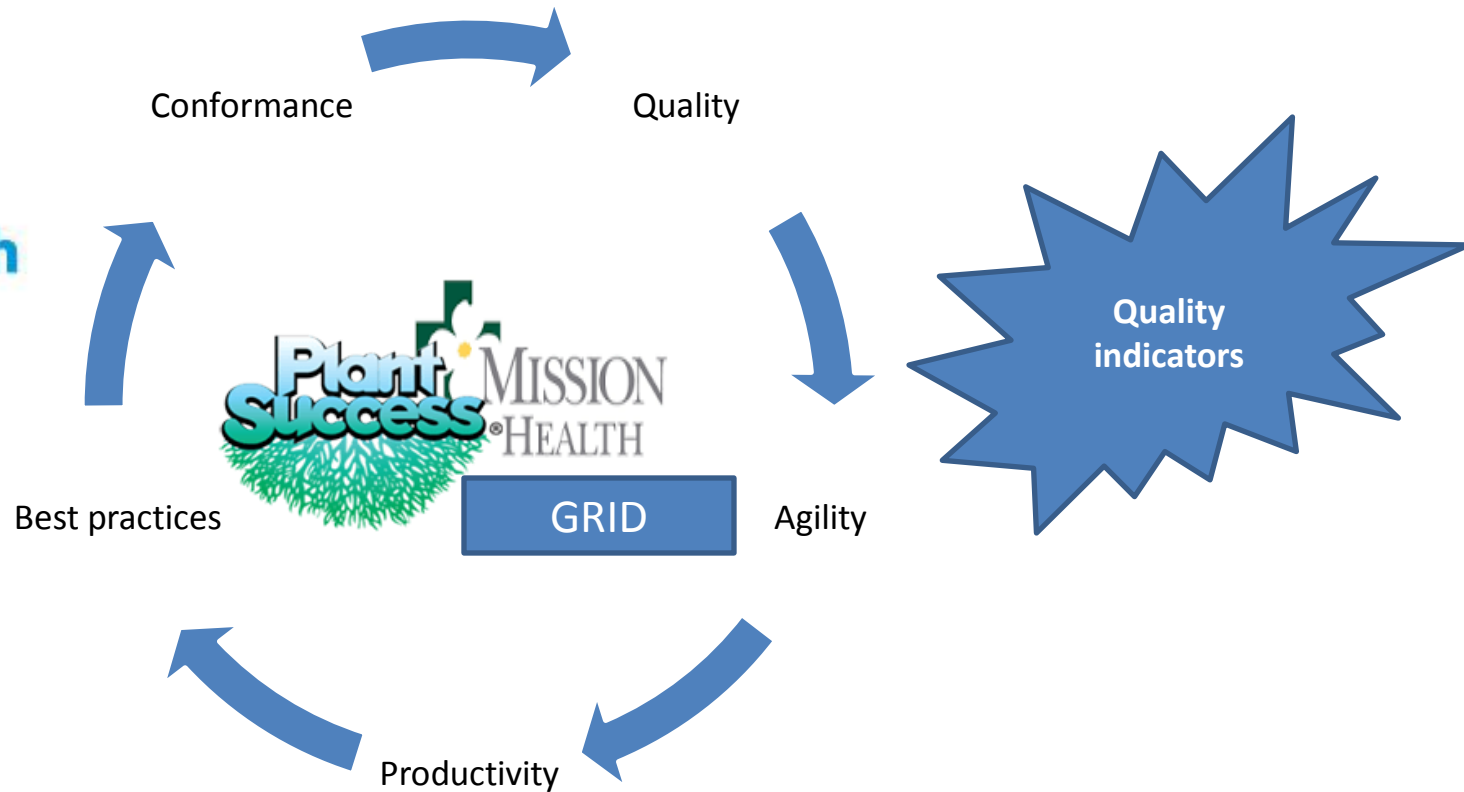 Conformance
Quality
Quality
indicators
Plant
Success
MISSION
®HEALTH
GRID
Best practices
Agility
Productivity